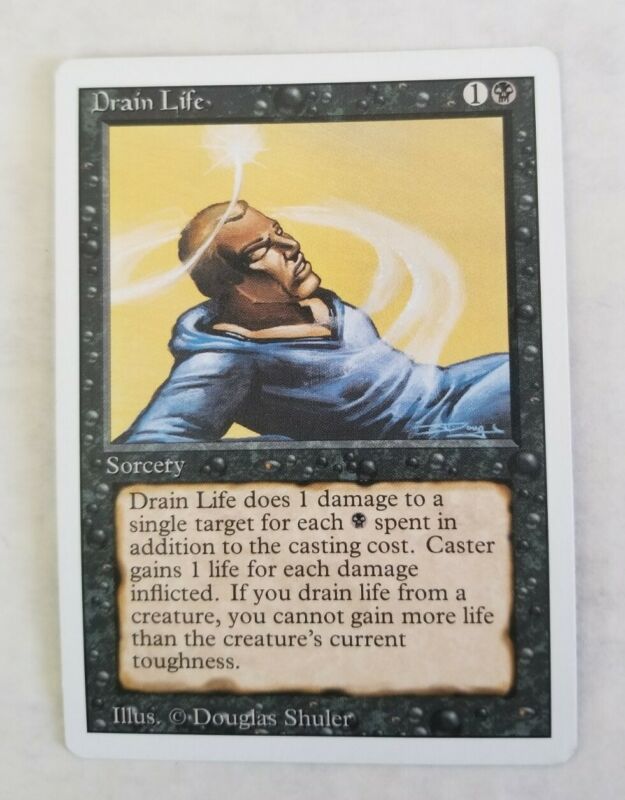 Drain Life 1
Sorcery
Drain Life does 1 damage to a
single target for each spent in
addition to the casting cost. Caster
gains 1 life for each damage
inflicted. If you drain life from a
creature, you cannot gain more life
than the creature's current
toughness.
Illus. © Douglas Shuler